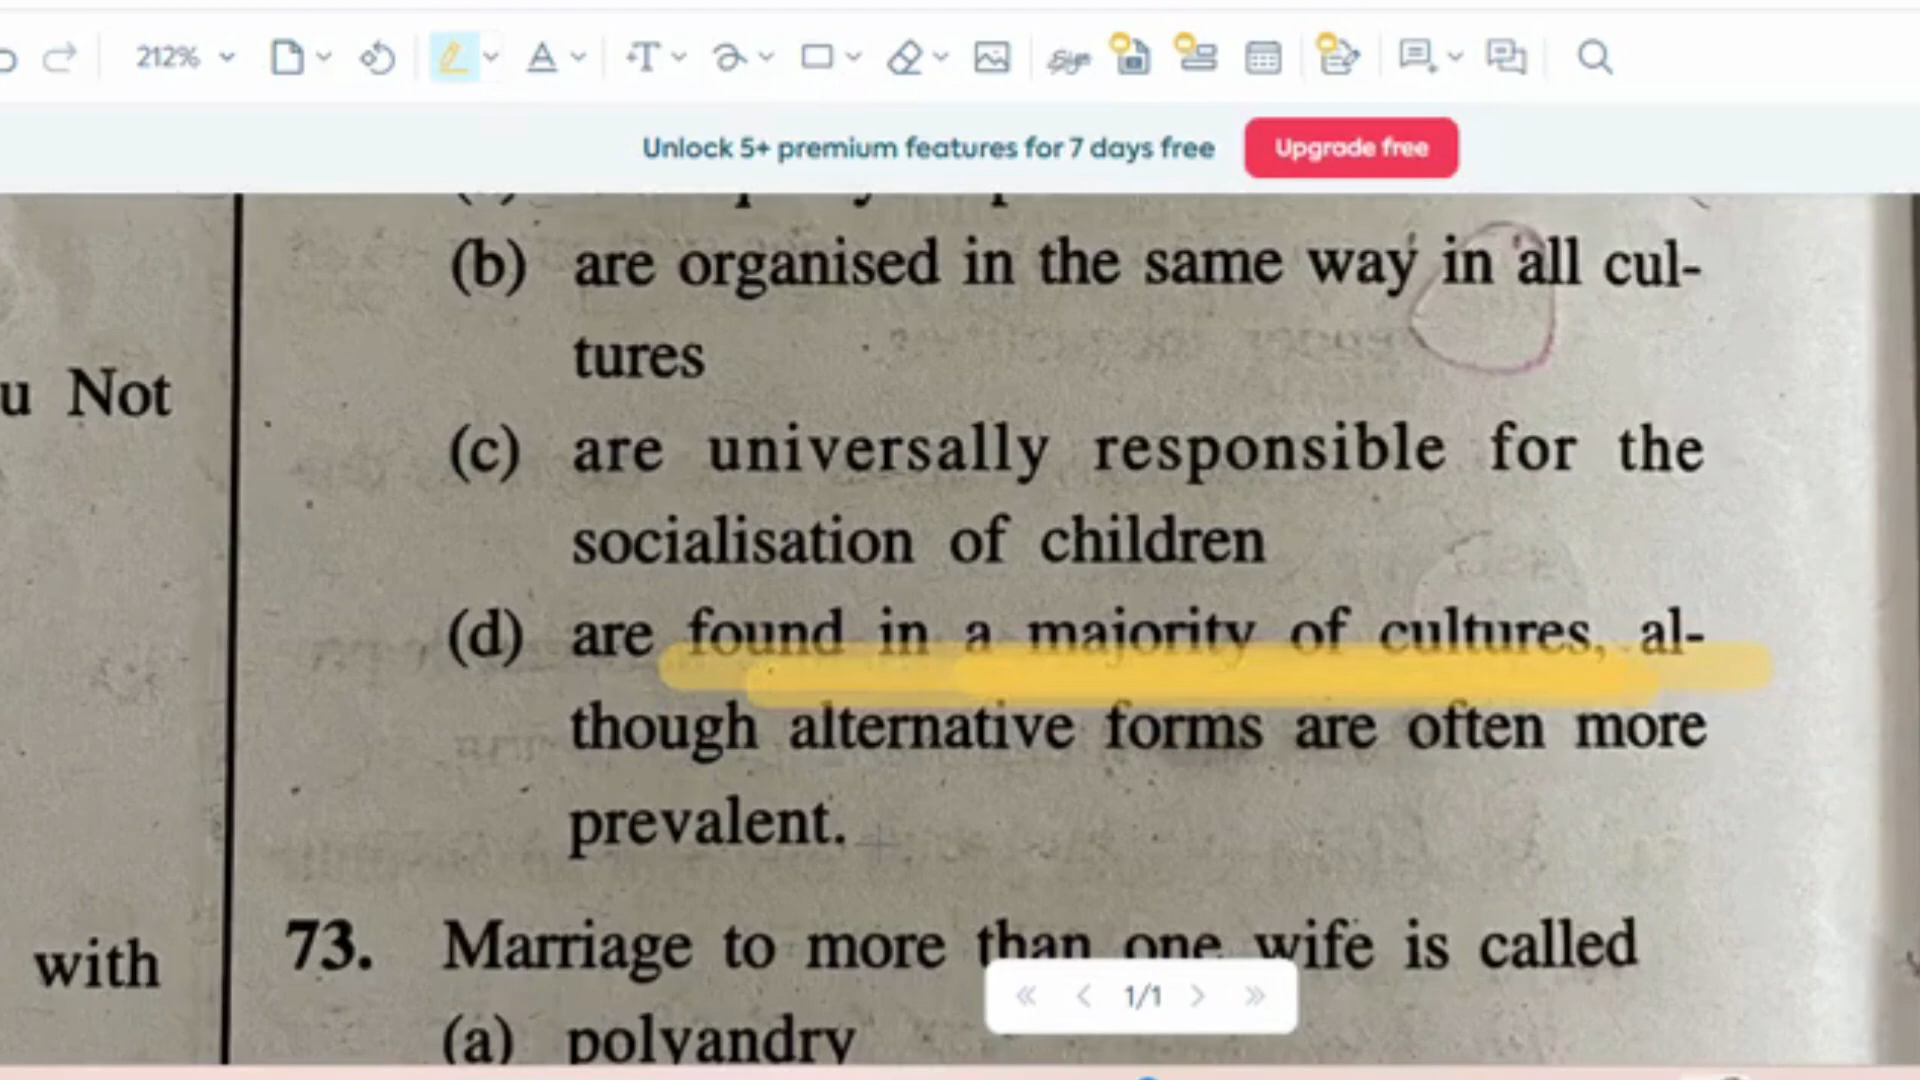 212%
Sign
Unlock 5+ premium features for 7 days free
Upgrade free
(b) are organised in the same way in all cul-
tures
u Not
(c) are universally responsible for the
socialisation of children
(d) are found in a majority of cultures, al-
though alternative forms are often more
prevalent.
73. Marriage to more than one wife is called
with
1/1
(a) polyandry